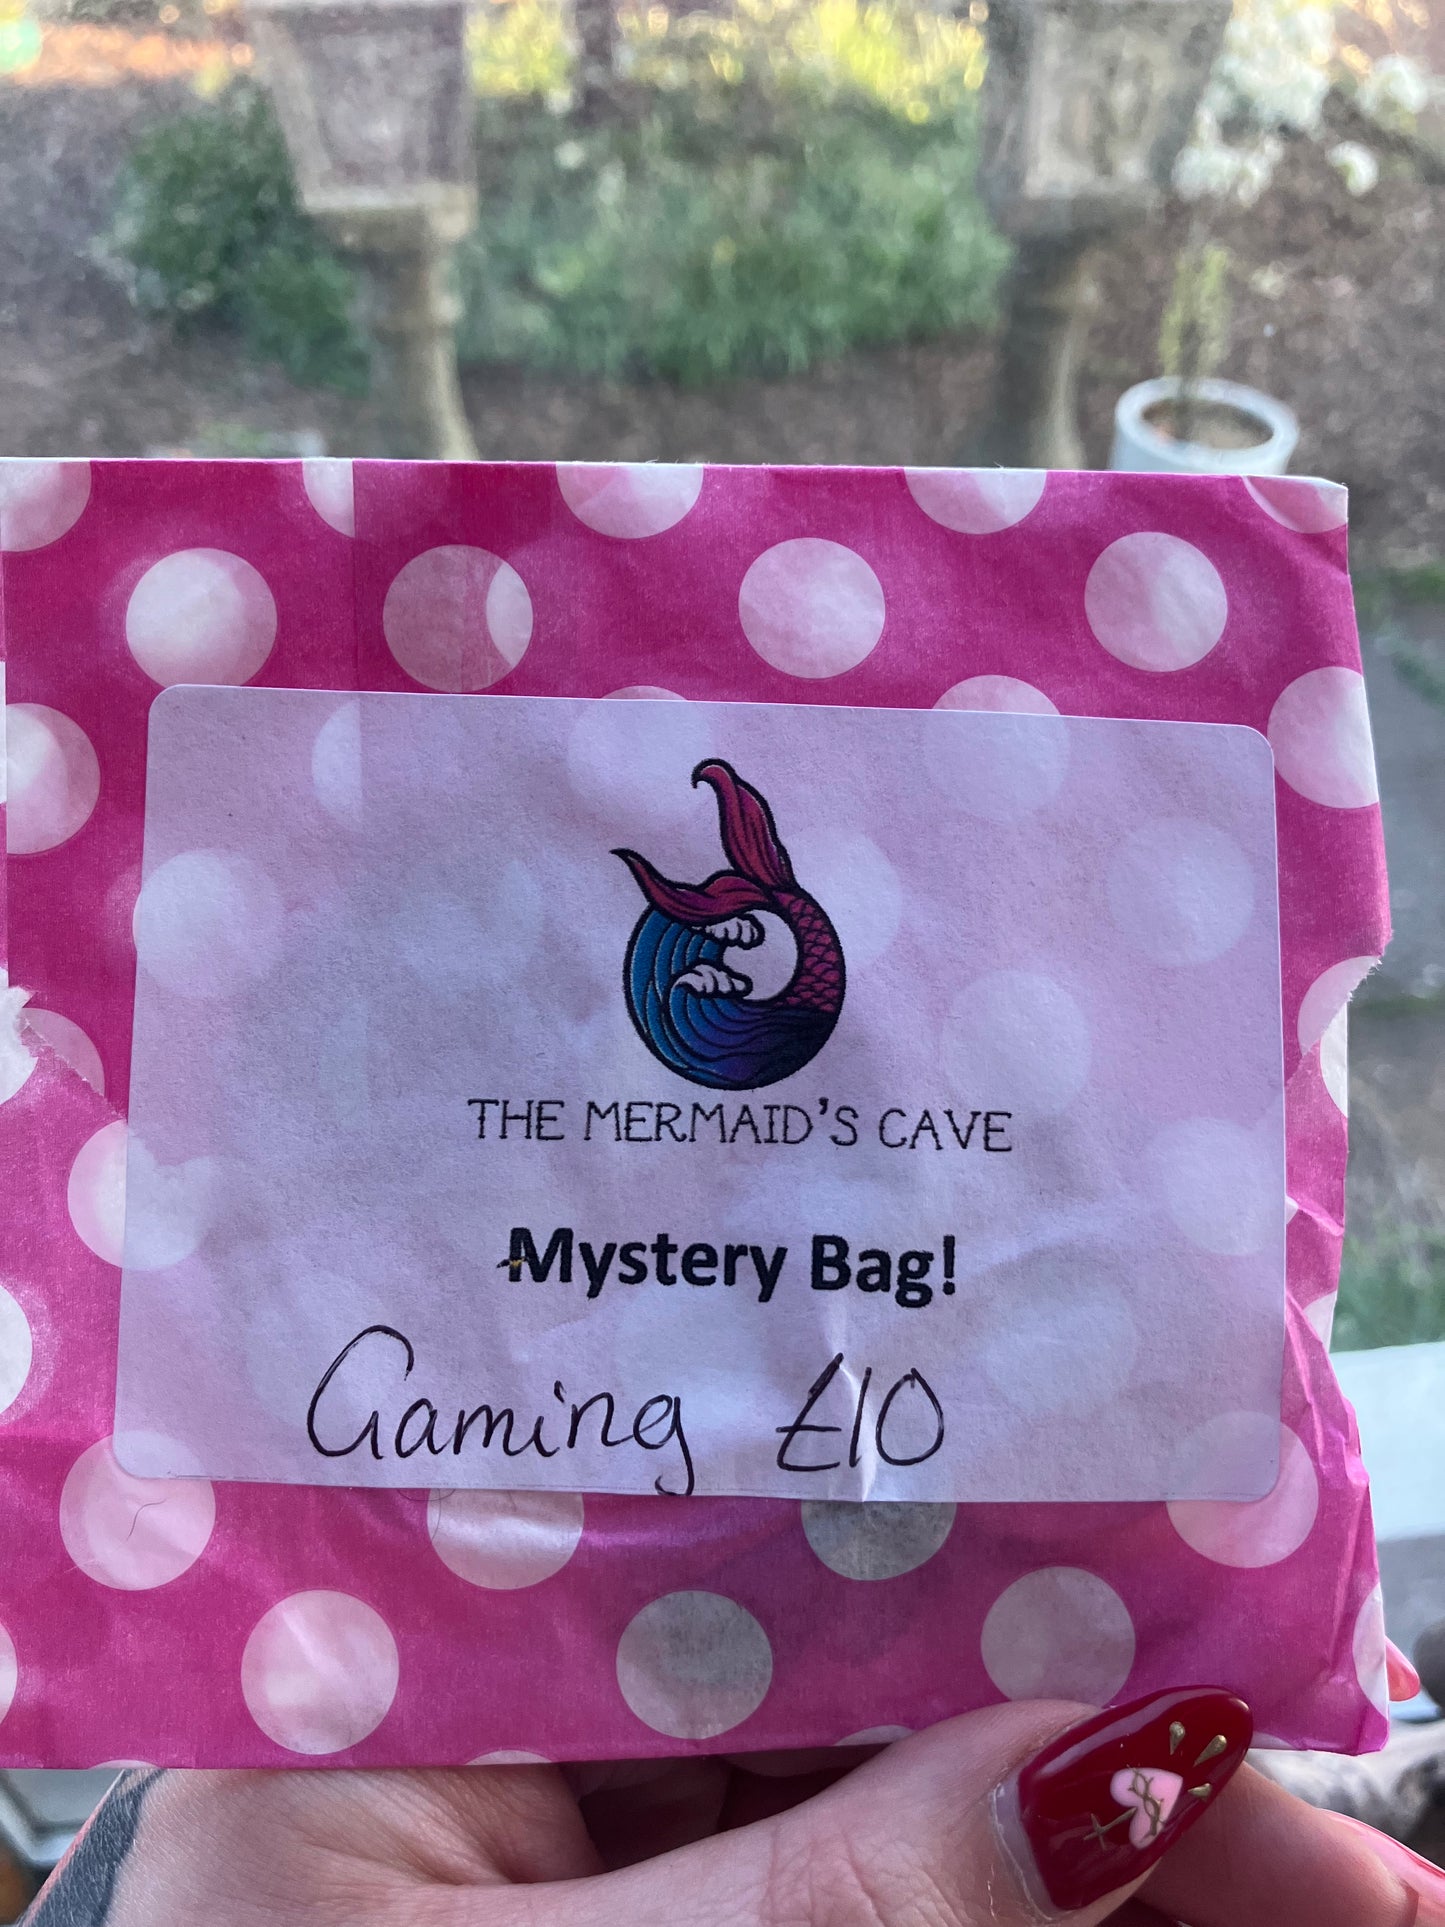 THE MERMAID'S CAVE
Mystery Bag!
Gaming £10